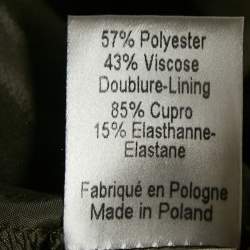 57% Polyester
43% Viscose
Doublure-Lining
85% Cupro
15% Elasthanne-
Elastane
Fabriqué en Pologne
Made in Poland